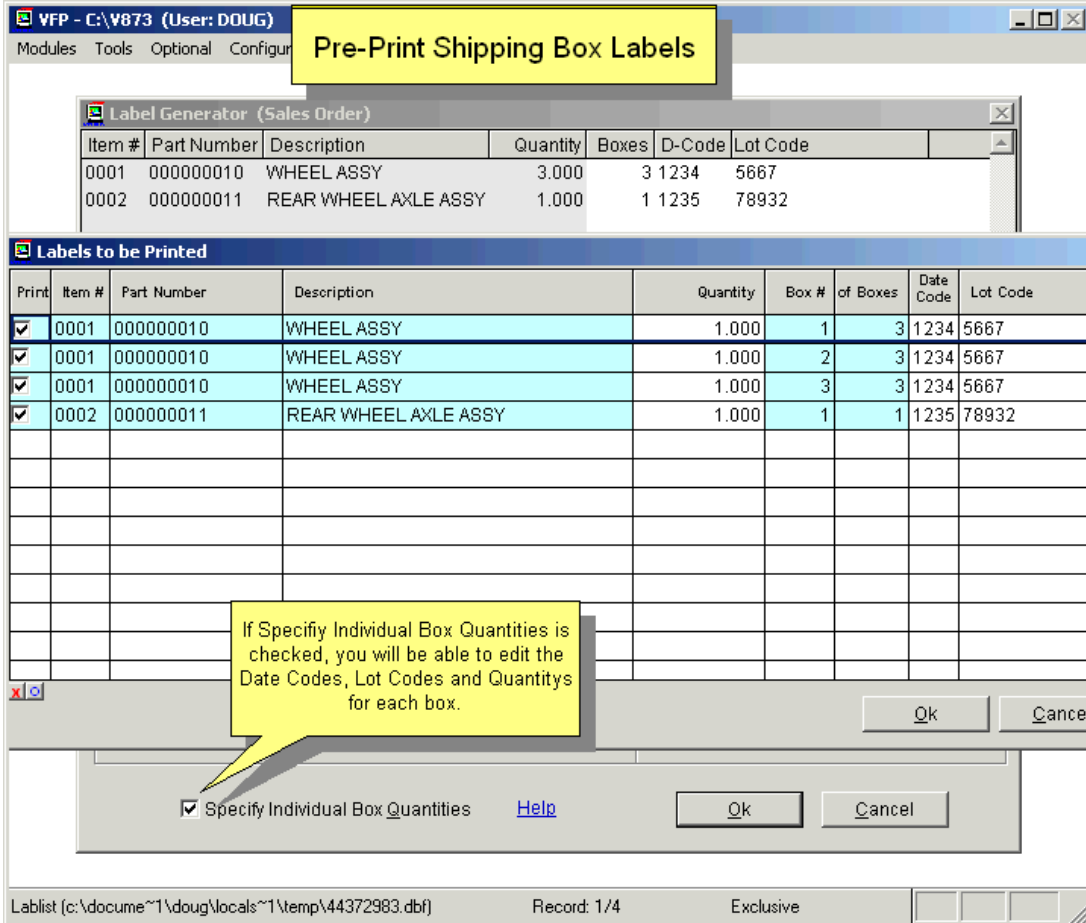 VFP - C:\V873 (User: DOUG)
Pre-Print Shipping Box Labels
Modules Tools Optional Configur
Label Generator (Sales Order)
Item # Part Number Description Quantity Boxes D-Code Lot Code
0001 000000010 WHEEL ASSY 3.000 3 1234 5667
0002 000000011 REAR WHEEL AXLE ASSY 1.000 1 1235 78932
Labels to be Printed
Print Item # Part Number Description Quantity Box # of Boxes Date Code Lot Code
0001 000000010 WHEEL ASSY 1.000 1 3 1234 5667
0001 000000010 WHEEL ASSY 1.000 2 3 1234 5667
0001 000000010 WHEEL ASSY 1.000 3 3 1234 5667
0002 000000011 REAR WHEEL AXLE ASSY 1.000 1 1 1235 78932
If Specifiy Individual Box Quantities is
checked, you will be able to edit the
Date Codes, Lot Codes and Quantitys
for each box.
Ok Cance
Specify Individual Box Quantities Help Ok Cancel
Lablist (c:\docume~1\doug\locals~1\temp\44372983.dbf) Record: 1/4 Exclusive